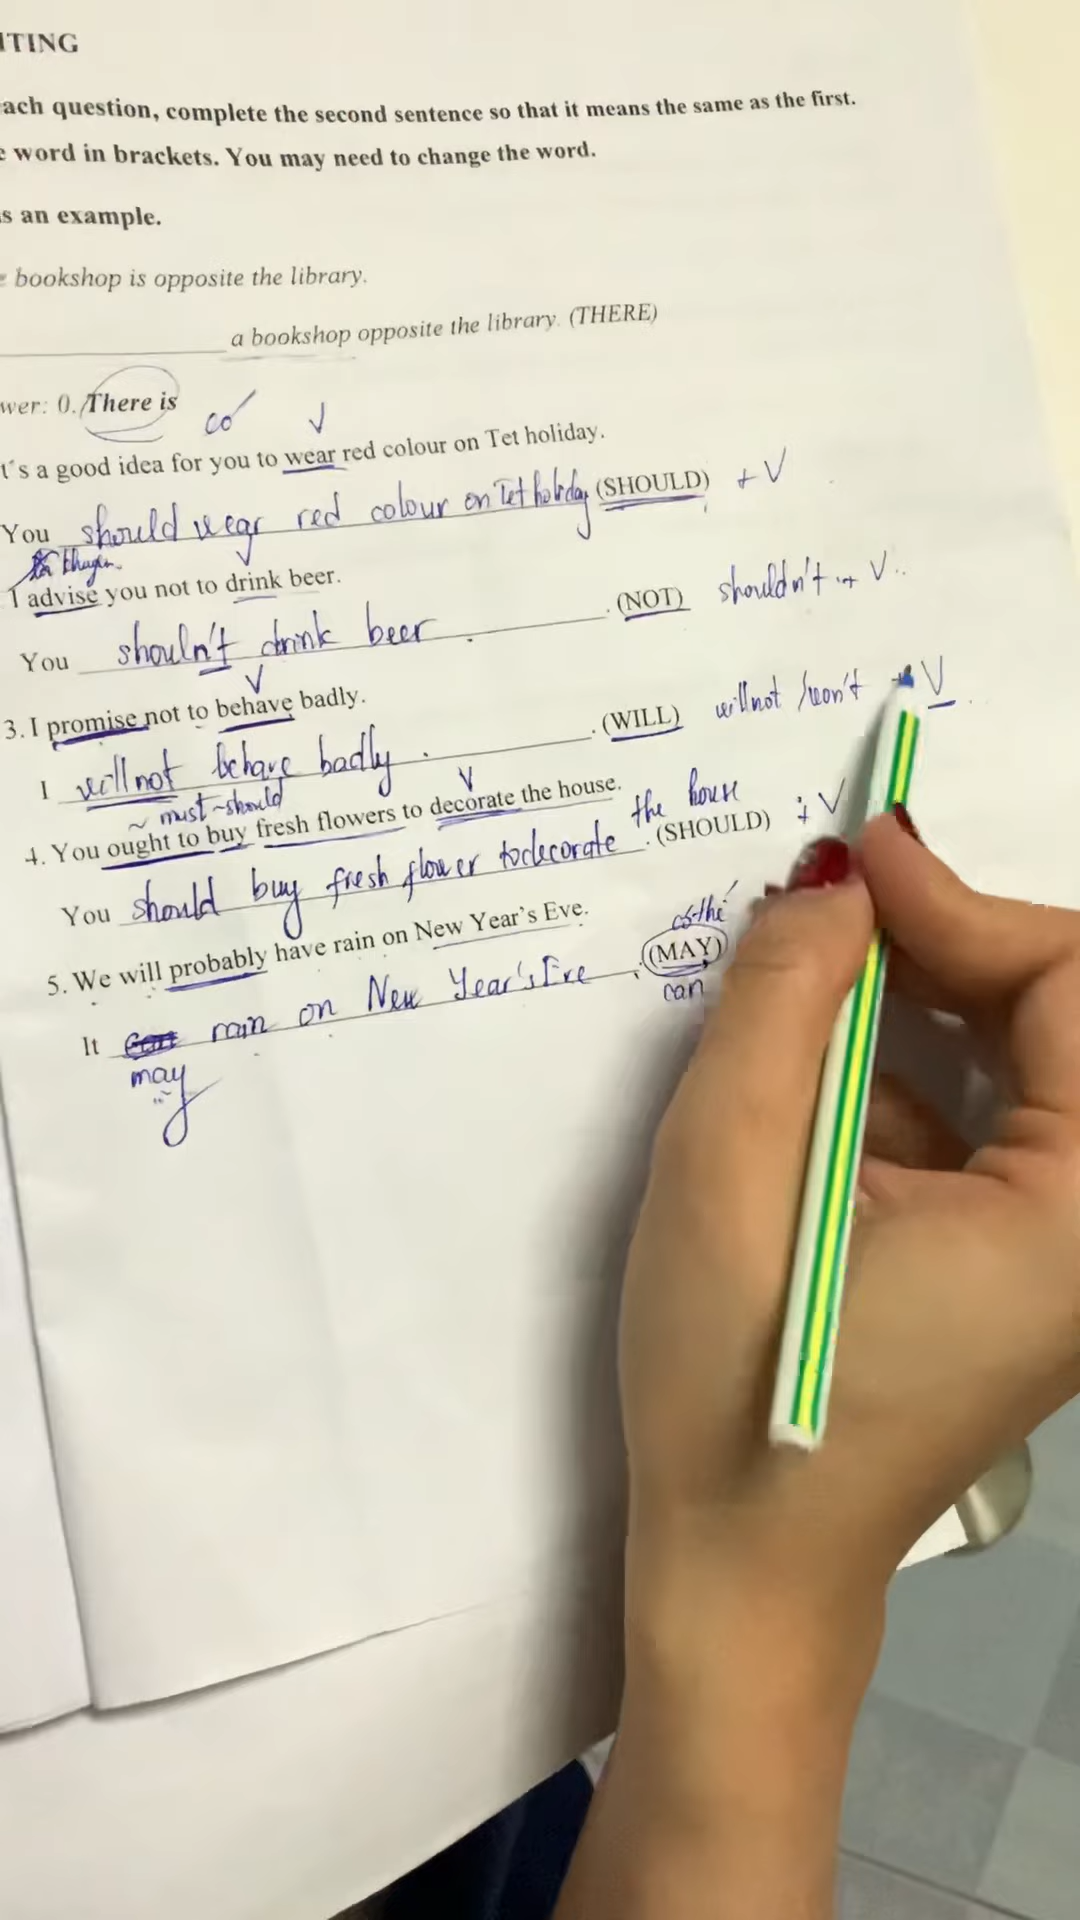 ITING
ach question, complete the second sentence so that it means the same as the first.
e word in brackets. You may need to change the word.
s an example.
e bookshop is opposite the library.
a bookshop opposite the library. (THERE)
wer: 0. There is
có V
t's a good idea for you to wear red colour on Tet holiday.
You should wear red colour on Tet holiday (SHOULD) + V
khuyên.
I advise you not to drink beer.
You shouln't drink beer . (NOT) shouldn't + V..
V
3. I promise not to behave badly.
I will not behave badly . (WILL) will not / won't + V
~ must ~ should V
4. You ought to buy fresh flowers to decorate the house.
You should buy fresh flower to decorate the house . (SHOULD) + V
5. We will probably have rain on New Year's Eve.
có thể
It rain on New Year's Eve . (MAY)
may can